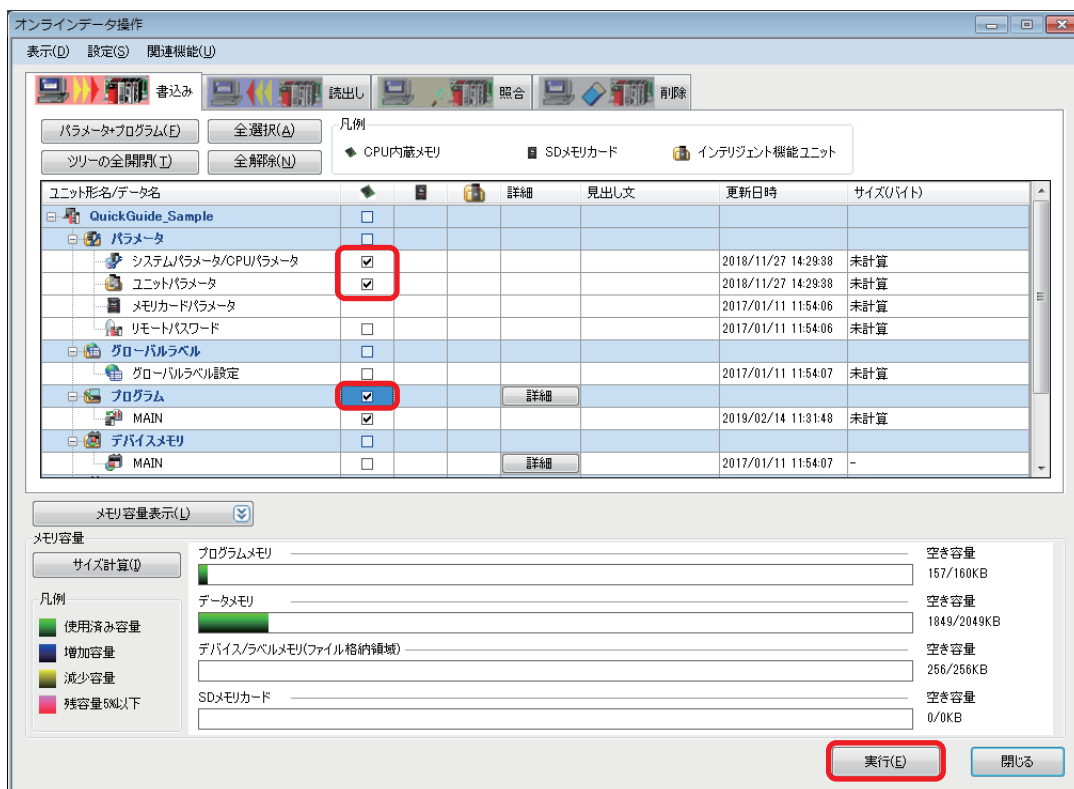 オンラインデータ操作
表示(D) 設定(S) 関連機能(U)
書込み 読出し 照合 削除
パラメータ+プログラム(F) 全選択(A)
ツリーの全開閉(T) 全解除(N)
凡例
CPU内蔵メモリ SDメモリカード インテリジェント機能ユニット
ユニット形名/データ名 詳細 見出し文 更新日時 サイズ(バイト)
QuickGuide_Sample
パラメータ
システムパラメータ/CPUパラメータ 2018/11/27 14:29:38 未計算
ユニットパラメータ 2018/11/27 14:29:38 未計算
メモリカードパラメータ 2017/01/11 11:54:06 未計算
リモートパスワード 2017/01/11 11:54:06 未計算
グローバルラベル
グローバルラベル設定 2017/01/11 11:54:07 未計算
プログラム 詳細
MAIN 2019/02/14 11:31:48 未計算
デバイスメモリ
MAIN 詳細 2017/01/11 11:54:07 -
メモリ容量表示(L)
メモリ容量
サイズ計算(I)
凡例
使用済み容量
増加容量
減少容量
残容量5%以下
プログラムメモリ 空き容量
157/160KB
データメモリ 空き容量
1849/2049KB
デバイス/ラベルメモリ(ファイル格納領域) 空き容量
256/256KB
SDメモリカード 空き容量
0/0KB
実行(E) 閉じる